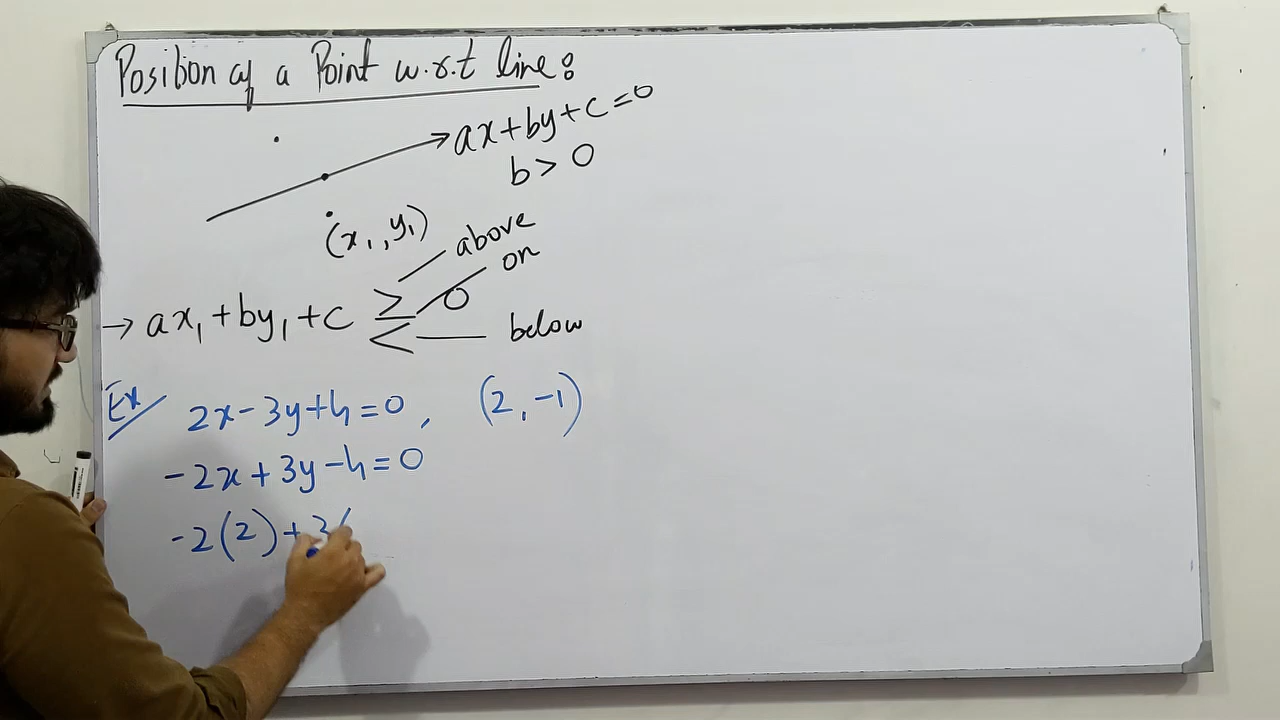 Position of a Point w.r.t line:
ax+by+c=0
b > 0
(x₁, y₁)
above
on
→ ax₁+by₁+c ≥ < 0
below
Ex 2x-3y+4=0, (2, -1)
-2x+3y-4=0
-2(2)+3(